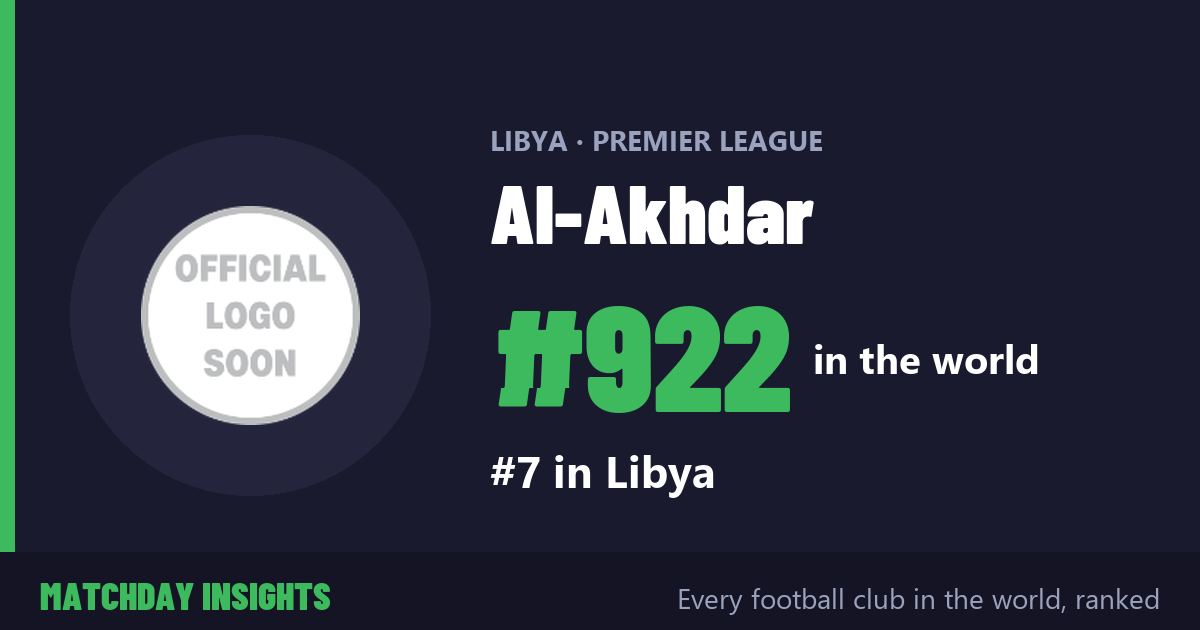 OFFICIAL
LOGO
SOON
LIBYA · PREMIER LEAGUE
Al-Akhdar
#922 in the world
#7 in Libya
MATCHDAY INSIGHTS
Every football club in the world, ranked